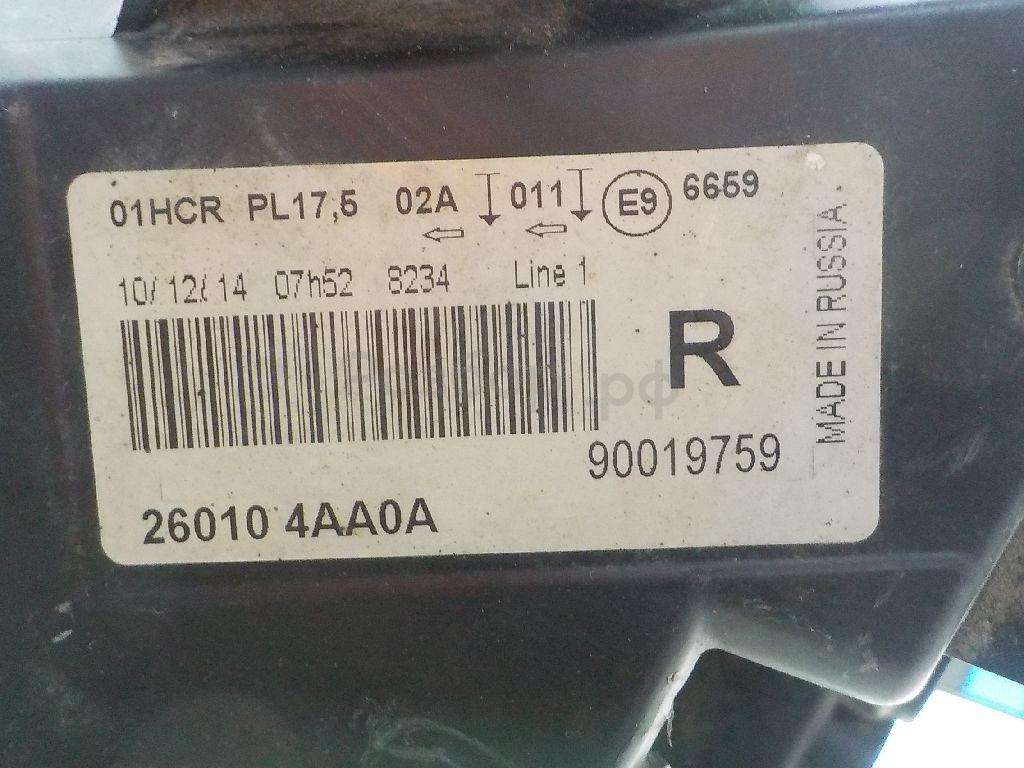 01HCR PL17,5 02A 011 E9 6659
10/12/14 07h52 8234 Line 1
R
90019759
26010 4AA0A
MADE IN RUSSIA.
.рф